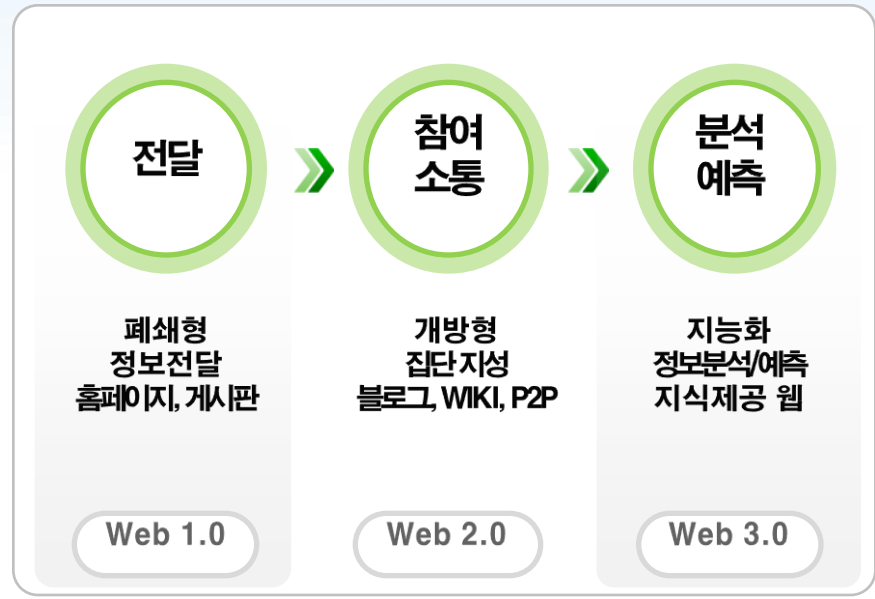 전달
참여
소통
분석
예측
폐쇄형
정보전달
홈페이지, 게시판
개방형
집단 지성
블로그, WIKI, P2P
지능화
정보분석/예측
지식제공 웹
Web 1.0
Web 2.0
Web 3.0